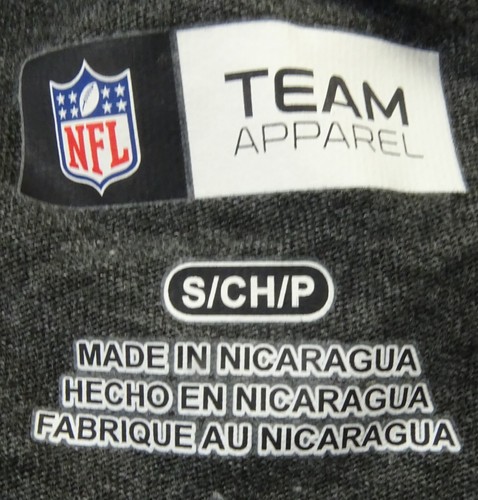 NFL
TEAM
APPAREL
S/CH/P
MADE IN NICARAGUA
HECHO EN NICARAGUA
FABRIQUE AU NICARAGUA